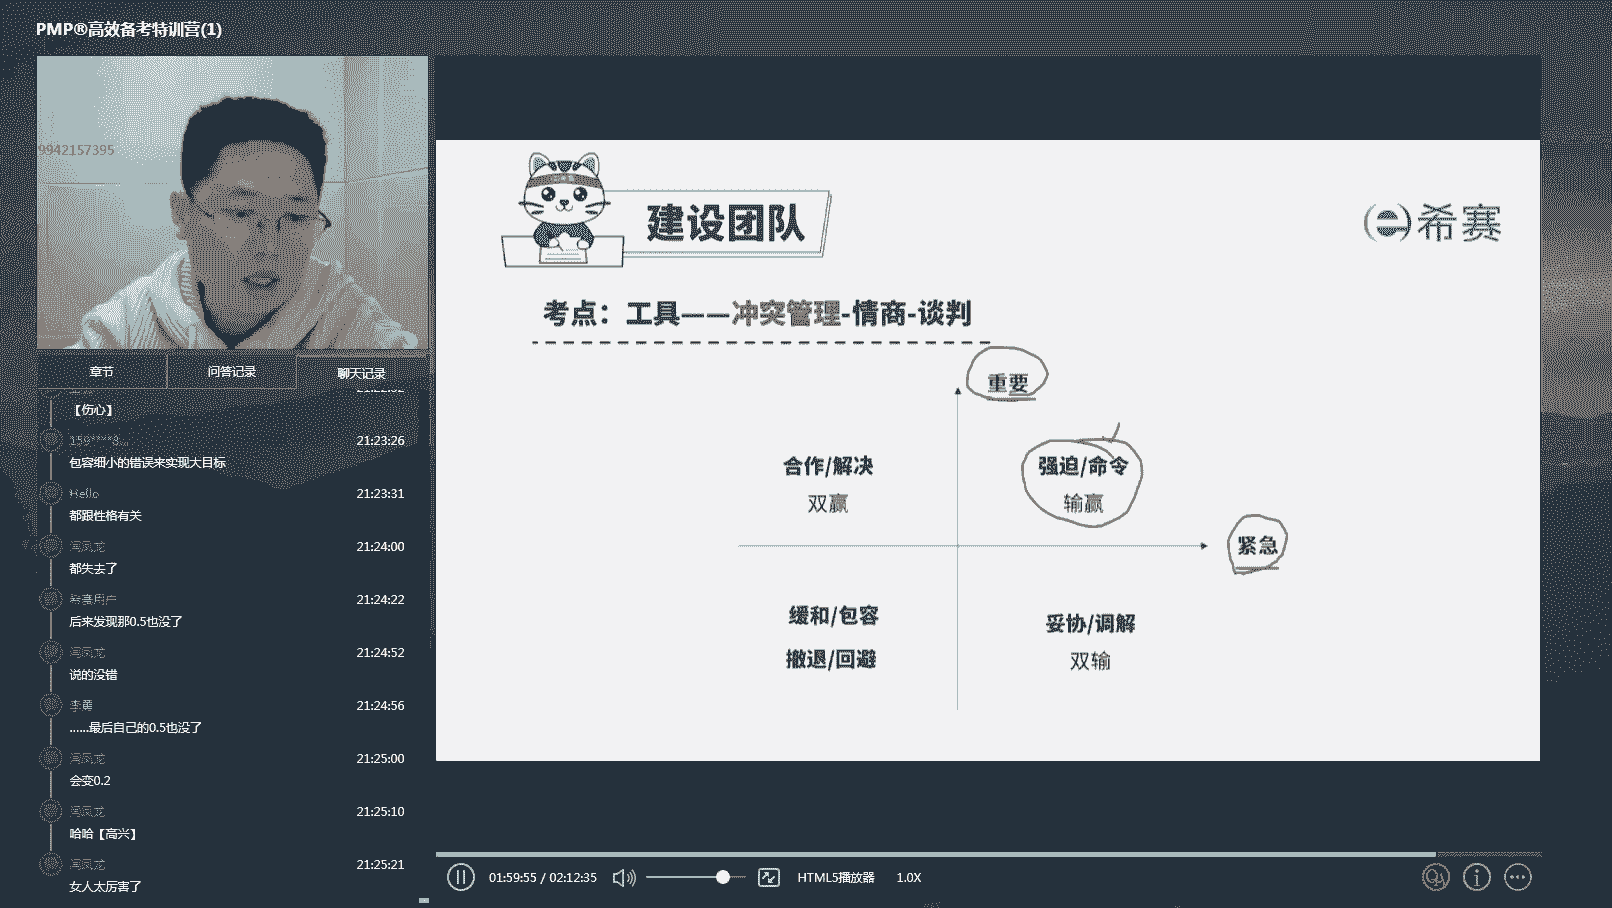 PMP®高效备考特训营(1)
9942157395
章节
问答记录
聊天记录
【伤心】
159****8...
21:23:26
包容细小的错误来实现大目标
Hello
21:23:31
都跟性格有关
冯凤龙
21:24:00
都失去了
希赛用户
21:24:22
后来发现那0.5也没了
冯凤龙
21:24:52
说的没错
李勇
21:24:56
......最后自己的0.5也没了
冯凤龙
21:25:00
会变0.2
冯凤龙
21:25:10
哈哈【高兴】
冯凤龙
21:25:21
女人太厉害了
建设团队
希赛
考点：工具——冲突管理-情商-谈判
重要
合作/解决
双赢
强迫/命令
输赢
紧急
缓和/包容
撤退/回避
妥协/调解
双输
01:59:55 / 02:12:35
HTML5播放器
1.0X